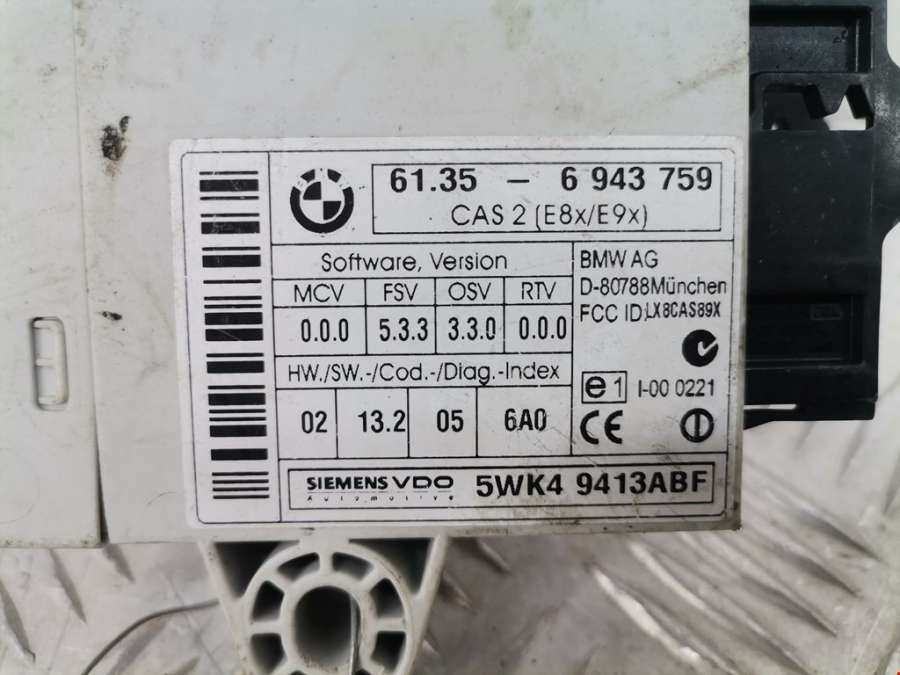 BMW
61.35 – 6 943 759
CAS 2 (E8x/E9x)
Software, Version
MCV FSV OSV RTV
0.0.0 5.3.3 3.3.0 0.0.0
HW./SW.-/Cod.-/Diag.-Index
02 13.2 05 6A0
BMW AG
D-80788München
FCC ID:LX8CAS89X
e1 I-00 0221
CE
SIEMENS VDO
Automotive
5WK4 9413ABF